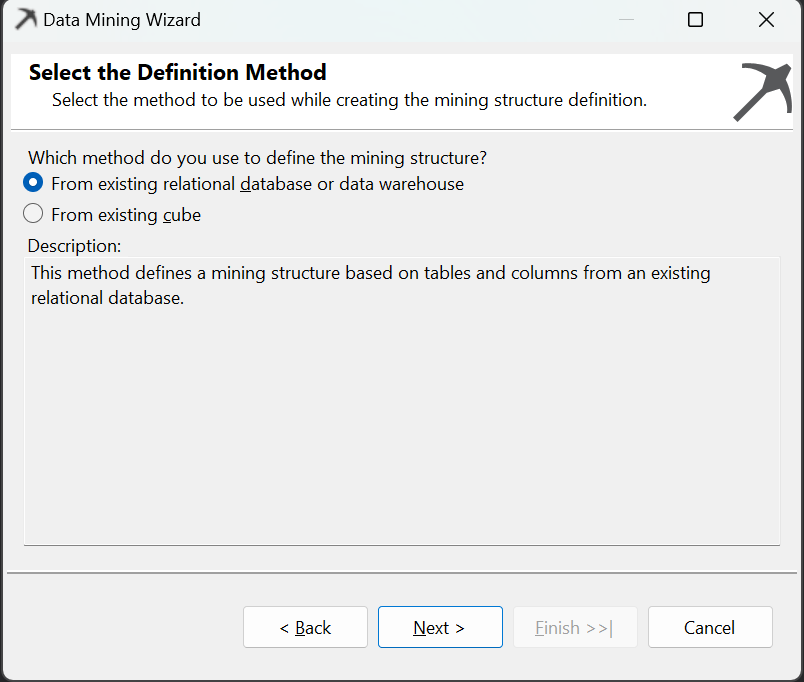 Data Mining Wizard
Select the Definition Method
Select the method to be used while creating the mining structure definition.
Which method do you use to define the mining structure?
From existing relational database or data warehouse
From existing cube
Description:
This method defines a mining structure based on tables and columns from an existing
relational database.
< Back
Next >
Finish >>|
Cancel